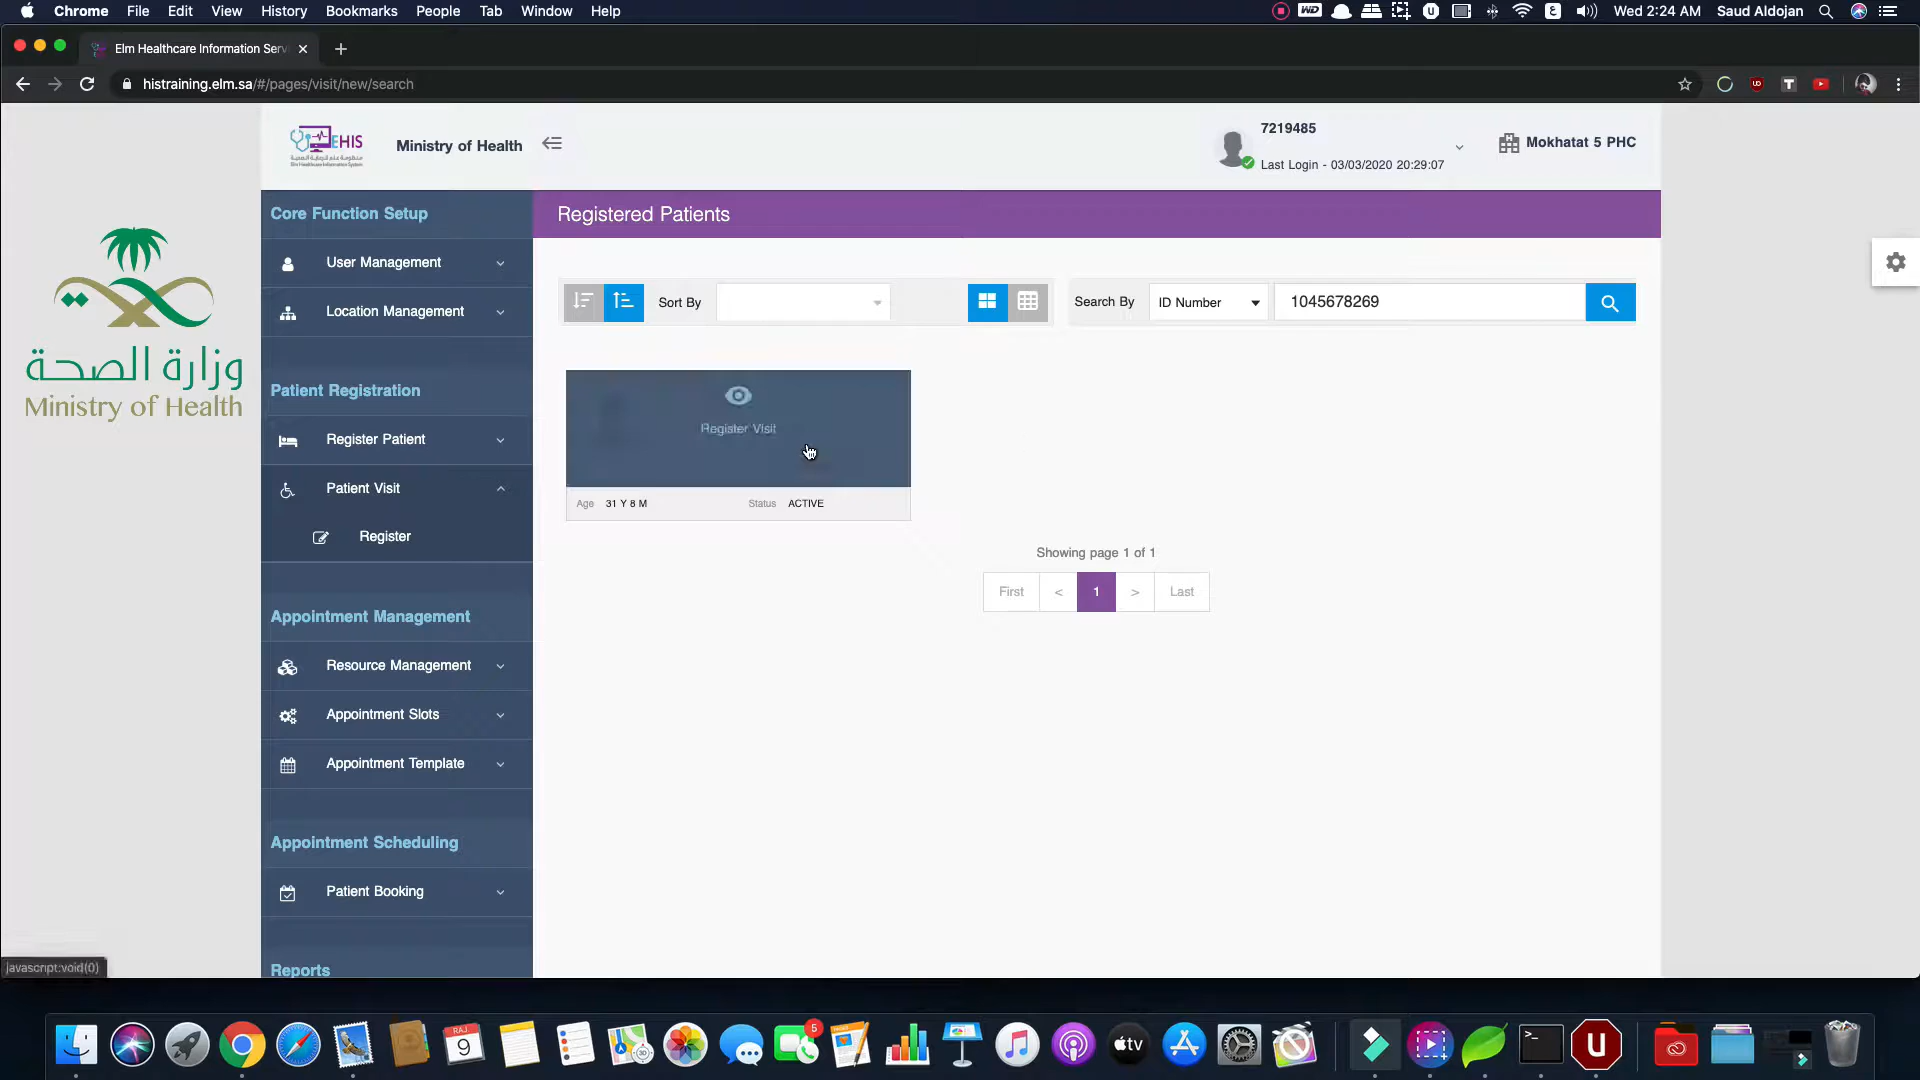 Chrome File Edit View History Bookmarks People Tab Window Help
WD
Wed 2:24 AM Saud Aldojan
Elm Healthcare Information Serv
histraining.elm.sa/#/pages/visit/new/search
EHIS
Ministry of Health
7219485
Last Login - 03/03/2020 20:29:07
Mokhatat 5 PHC
وزارة الصحة
Ministry of Health
Core Function Setup
User Management
Location Management
Patient Registration
Register Patient
Patient Visit
Register
Appointment Management
Resource Management
Appointment Slots
Appointment Template
Appointment Scheduling
Patient Booking
Reports
Registered Patients
Sort By
Search By ID Number 1045678269
Register Visit
Age 31 Y 8 M Status ACTIVE
Showing page 1 of 1
First < 1 > Last
javascript:void(0)
RAJ
9
5
tv